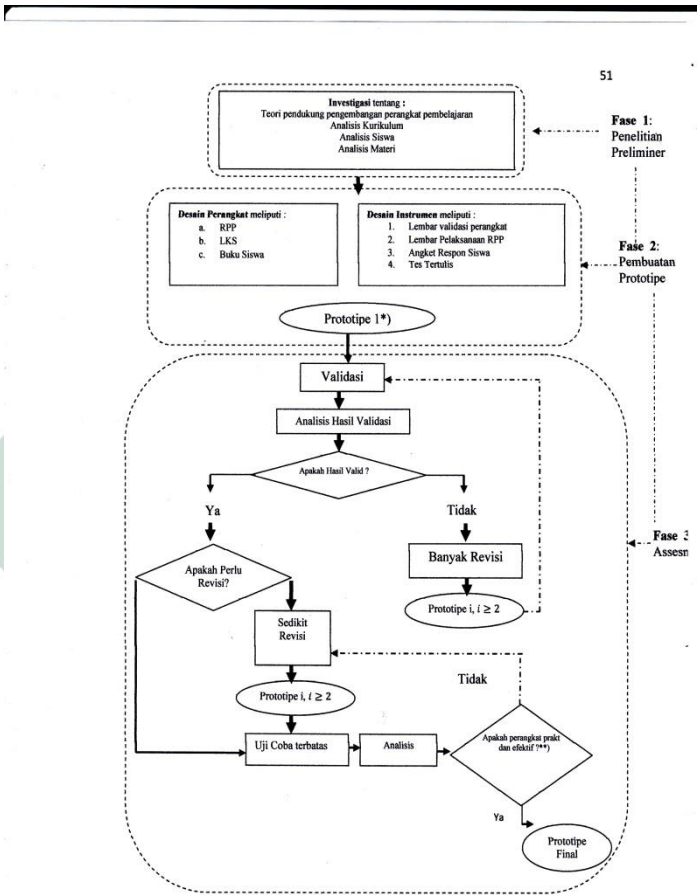 51
Investigasi tentang :
Teori pendukung pengembangan perangkat pembelajaran
Analisis Kurikulum
Analisis Siswa
Analisis Materi
Fase 1:
Penelitian
Preliminer
Desain Perangkat meliputi :
a. RPP
b. LKS
c. Buku Siswa
Desain Instrumen meliputi :
1. Lembar validasi perangkat
2. Lembar Pelaksanaan RPP
3. Angket Respon Siswa
4. Tes Tertulis
Fase 2:
Pembuatan
Prototipe
Prototipe 1*)
Validasi
Analisis Hasil Validasi
Apakah Hasil Valid ?
Ya
Tidak
Fase 3
Assesm
Apakah Perlu
Revisi?
Banyak Revisi
Prototipe i, i ≥ 2
Sedikit
Revisi
Tidak
Prototipe i, i ≥ 2
Uji Coba terbatas
Analisis
Apakah perangkat prakt
dan efektif ?**)
Ya
Prototipe
Final